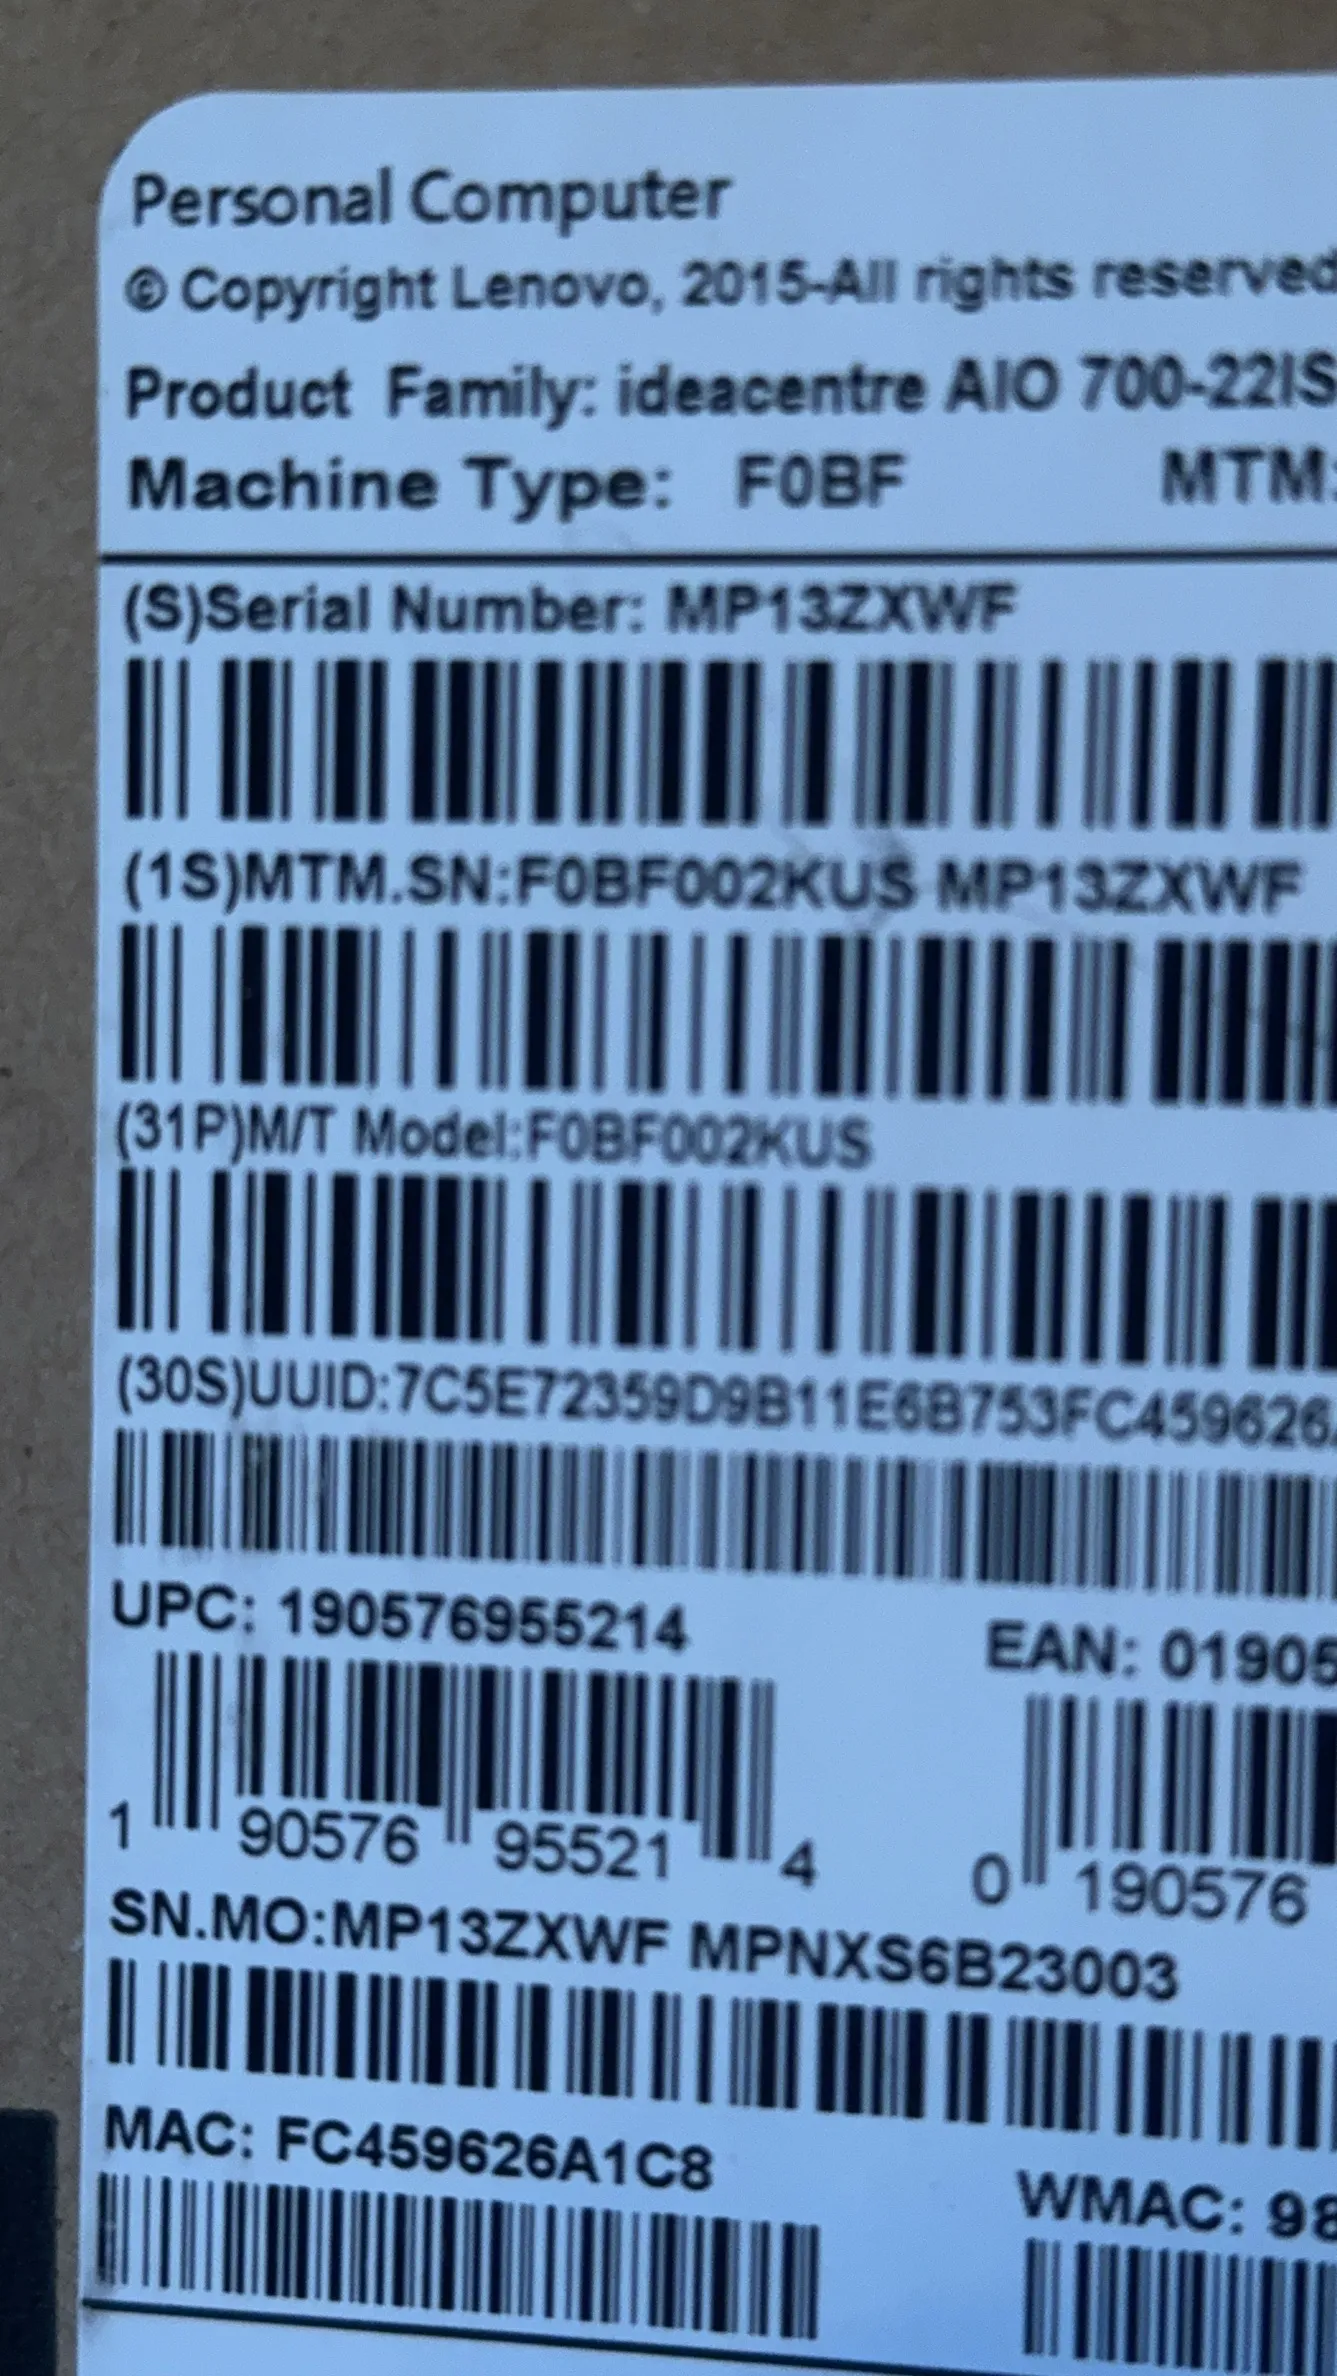 Personal Computer
© Copyright Lenovo, 2015-All rights reserved
Product Family: ideacentre AIO 700-22IS
Machine Type: F0BF MTM:
(S)Serial Number: MP13ZXWF
(1S)MTM.SN:F0BF002KUS MP13ZXWF
(31P)M/T Model:F0BF002KUS
(30S)UUID:7C5E72359D9B11E6B753FC459626
UPC: 190576955214 EAN: 01905
1 90576 95521 4 0 190576
SN.MO:MP13ZXWF MPNXS6B23003
MAC: FC459626A1C8 WMAC: 98